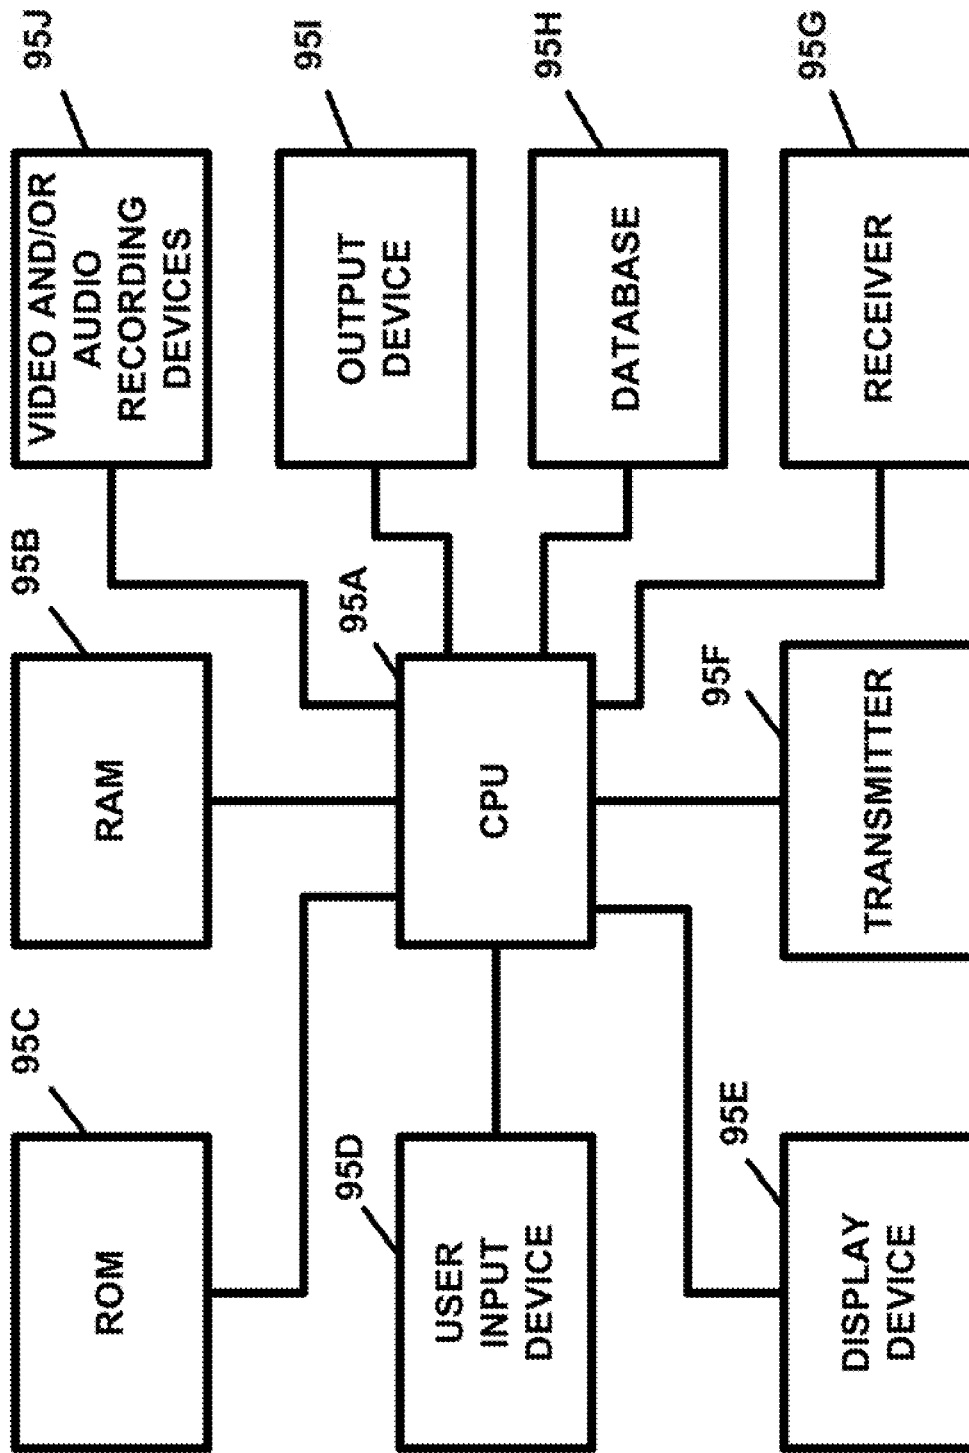 95C
ROM
95B
RAM
95J
VIDEO AND/OR
AUDIO
RECORDING
DEVICES
95D
USER
INPUT
DEVICE
95A
CPU
95I
OUTPUT
DEVICE
95H
DATABASE
95E
DISPLAY
DEVICE
95F
TRANSMITTER
95G
RECEIVER